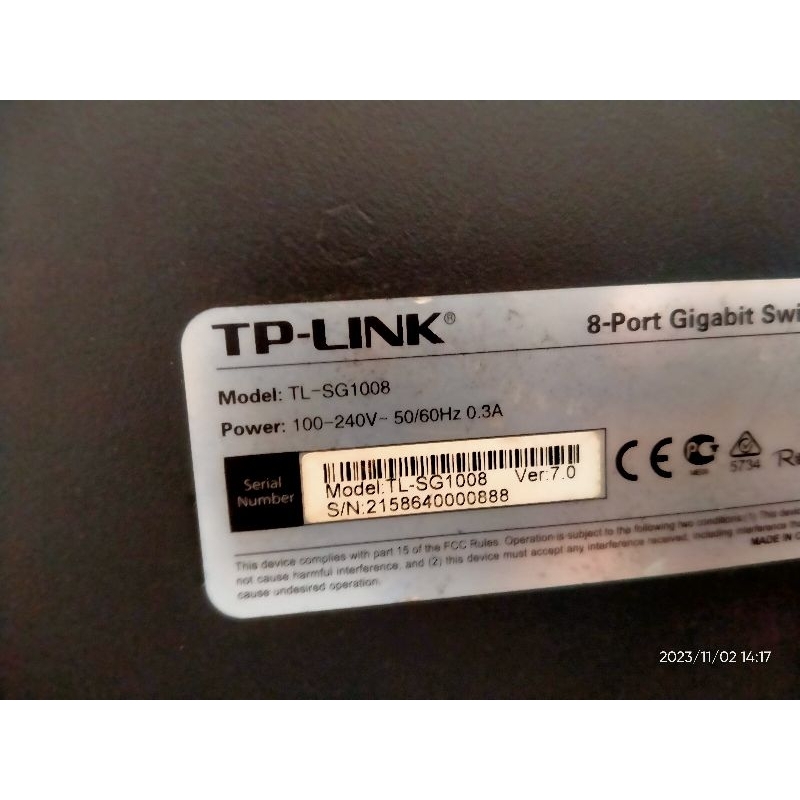 TP-LINK®
8-Port Gigabit Swi
Model: TL-SG1008
Power: 100-240V~ 50/60Hz 0.3A
Serial
Number
Model:TL-SG1008 Ver:7.0
S/N:2158640000888
CE
5734
This device complies with part 15 of the FCC Rules. Operation is subject to the following two conditions:(1) This
not cause harmful interference, and (2) this device must accept any interference received, including interference
cause undesired operation.
MADE IN C
2023/11/02 14:17